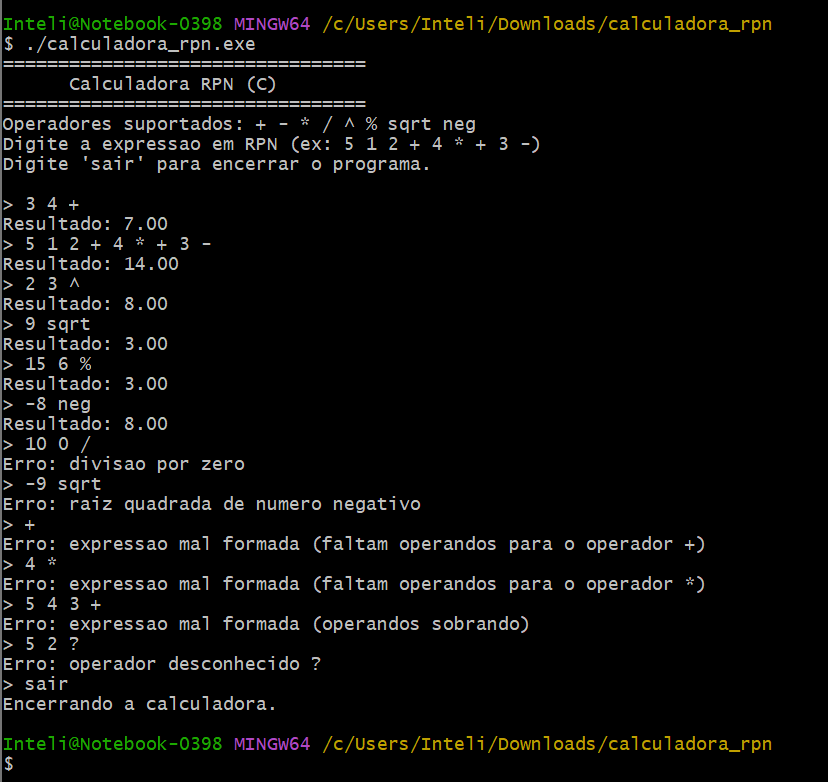 Inteli@Notebook-0398 MINGW64 /c/Users/Inteli/Downloads/calculadora_rpn
$ ./calculadora_rpn.exe
=================================
      Calculadora RPN (C)
=================================
Operadores suportados: + - * / ^ % sqrt neg
Digite a expressao em RPN (ex: 5 1 2 + 4 * + 3 -)
Digite 'sair' para encerrar o programa.

> 3 4 +
Resultado: 7.00
> 5 1 2 + 4 * + 3 -
Resultado: 14.00
> 2 3 ^
Resultado: 8.00
> 9 sqrt
Resultado: 3.00
> 15 6 %
Resultado: 3.00
> -8 neg
Resultado: 8.00
> 10 0 /
Erro: divisao por zero
> -9 sqrt
Erro: raiz quadrada de numero negativo
> +
Erro: expressao mal formada (faltam operandos para o operador +)
> 4 *
Erro: expressao mal formada (faltam operandos para o operador *)
> 5 4 3 +
Erro: expressao mal formada (operandos sobrando)
> 5 2 ?
Erro: operador desconhecido ?
> sair
Encerrando a calculadora.

Inteli@Notebook-0398 MINGW64 /c/Users/Inteli/Downloads/calculadora_rpn
$